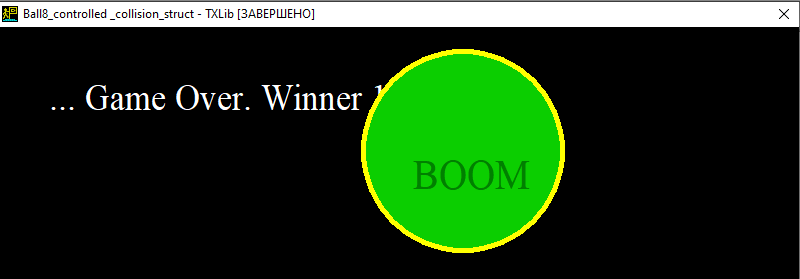 Ball8_controlled _collision_struct - TXLib [ЗАВЕРШЕНО]
... Game Over. Winner
BOOM